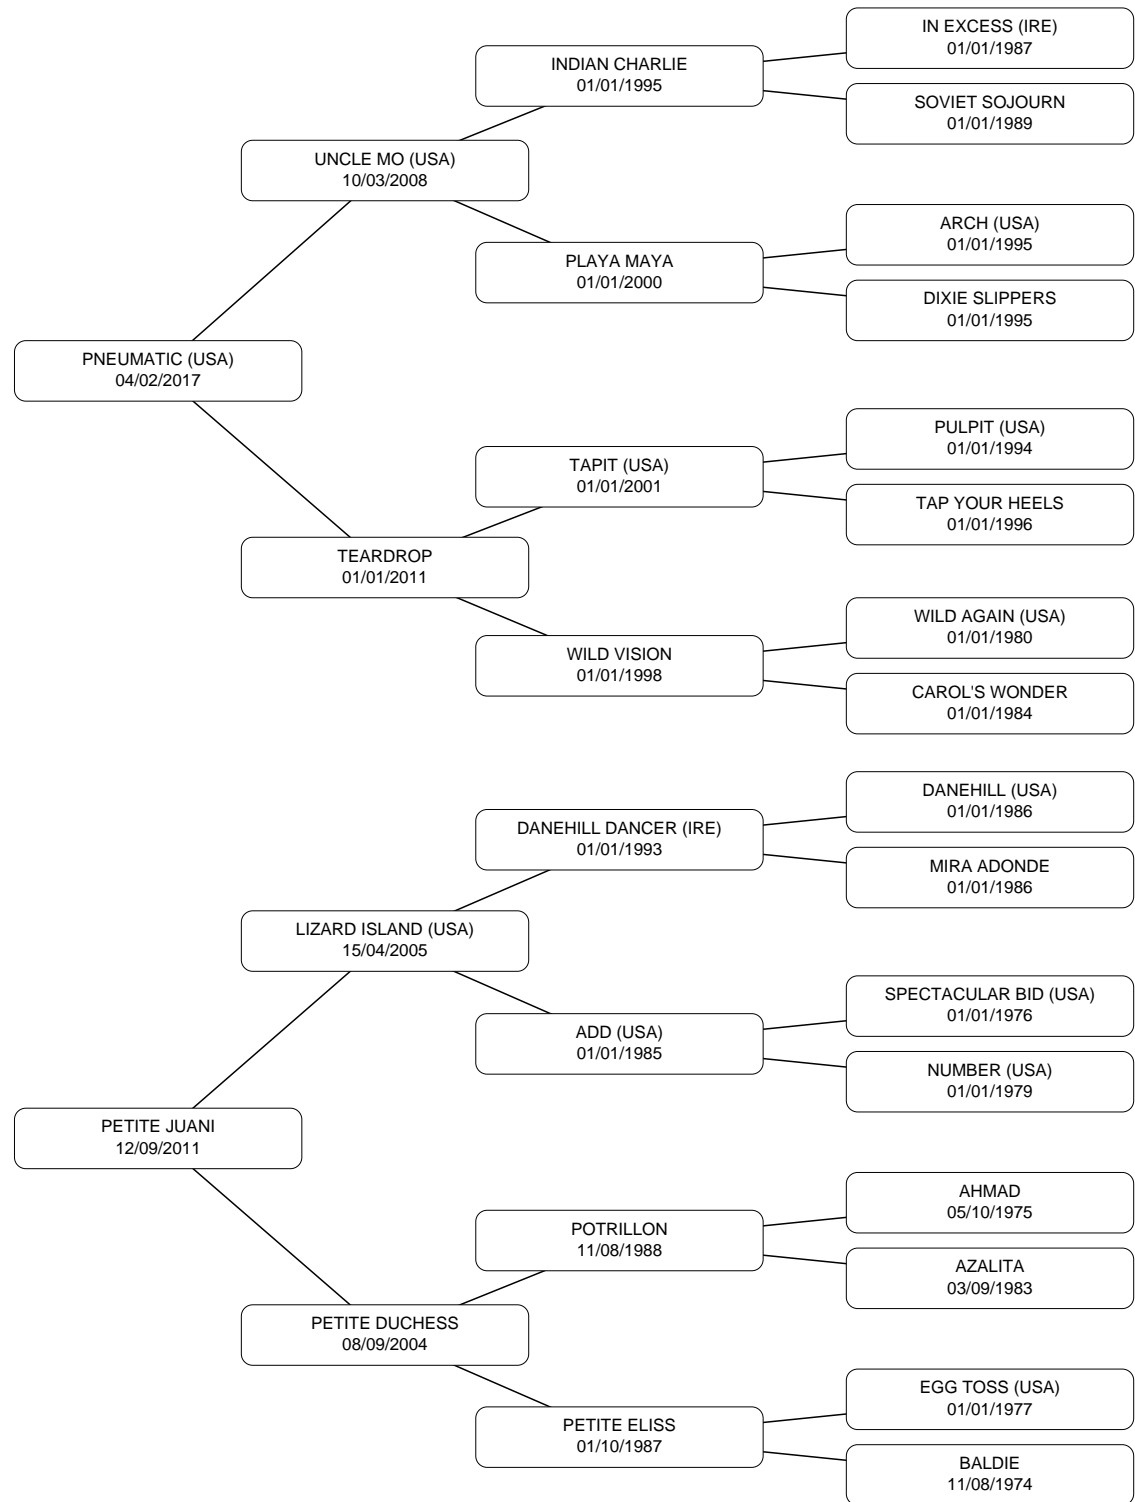 IN EXCESS (IRE)
01/01/1987
INDIAN CHARLIE
01/01/1995
SOVIET SOJOURN
01/01/1989
UNCLE MO (USA)
10/03/2008
ARCH (USA)
01/01/1995
PLAYA MAYA
01/01/2000
DIXIE SLIPPERS
01/01/1995
PNEUMATIC (USA)
04/02/2017
PULPIT (USA)
01/01/1994
TAPIT (USA)
01/01/2001
TAP YOUR HEELS
01/01/1996
TEARDROP
01/01/2011
WILD AGAIN (USA)
01/01/1980
WILD VISION
01/01/1998
CAROL'S WONDER
01/01/1984
DANEHILL (USA)
01/01/1986
DANEHILL DANCER (IRE)
01/01/1993
MIRA ADONDE
01/01/1986
LIZARD ISLAND (USA)
15/04/2005
SPECTACULAR BID (USA)
01/01/1976
ADD (USA)
01/01/1985
NUMBER (USA)
01/01/1979
PETITE JUANI
12/09/2011
AHMAD
05/10/1975
POTRILLON
11/08/1988
AZALITA
03/09/1983
PETITE DUCHESS
08/09/2004
EGG TOSS (USA)
01/01/1977
PETITE ELISS
01/10/1987
BALDIE
11/08/1974